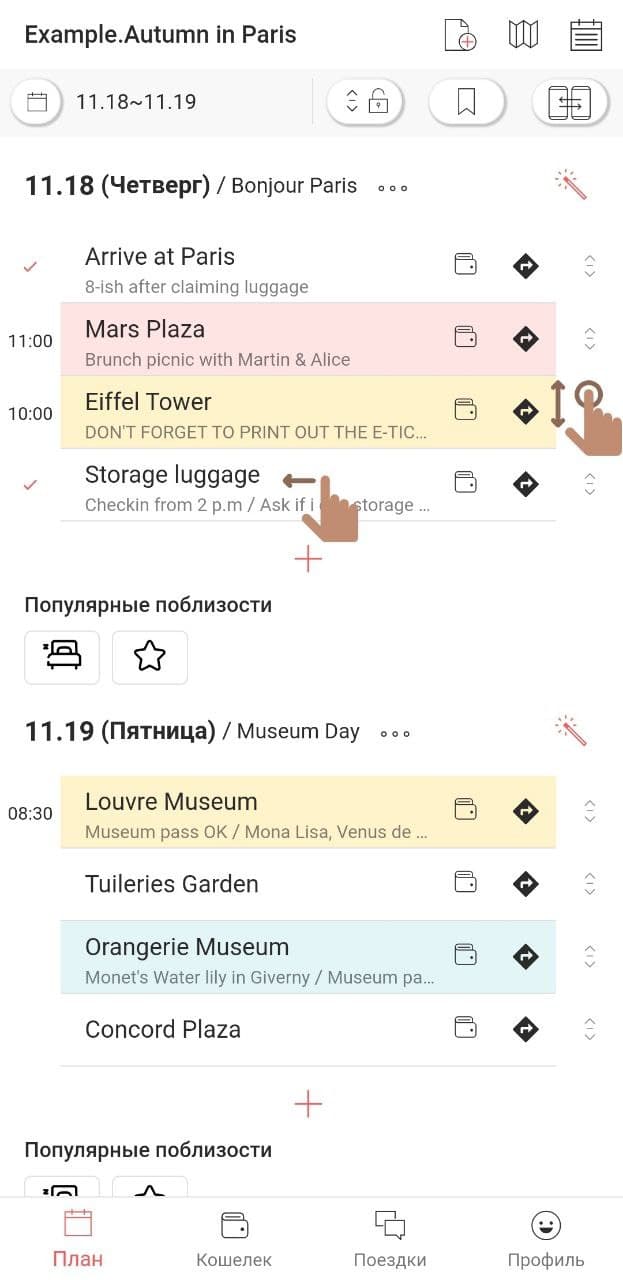 Example.Autumn in Paris
11.18~11.19
11.18 (Четверг) / Bonjour Paris
Arrive at Paris
8-ish after claiming luggage
11:00 Mars Plaza
Brunch picnic with Martin & Alice
10:00 Eiffel Tower
DON'T FORGET TO PRINT OUT THE E-TIC...
Storage luggage
Checkin from 2 p.m / Ask if i storage ...
Популярные поблизости
11.19 (Пятница) / Museum Day
08:30 Louvre Museum
Museum pass OK / Mona Lisa, Venus de ...
Tuileries Garden
Orangerie Museum
Monet's Water lily in Giverny / Museum pa...
Concord Plaza
Популярные поблизости
План Кошелек Поездки Профиль